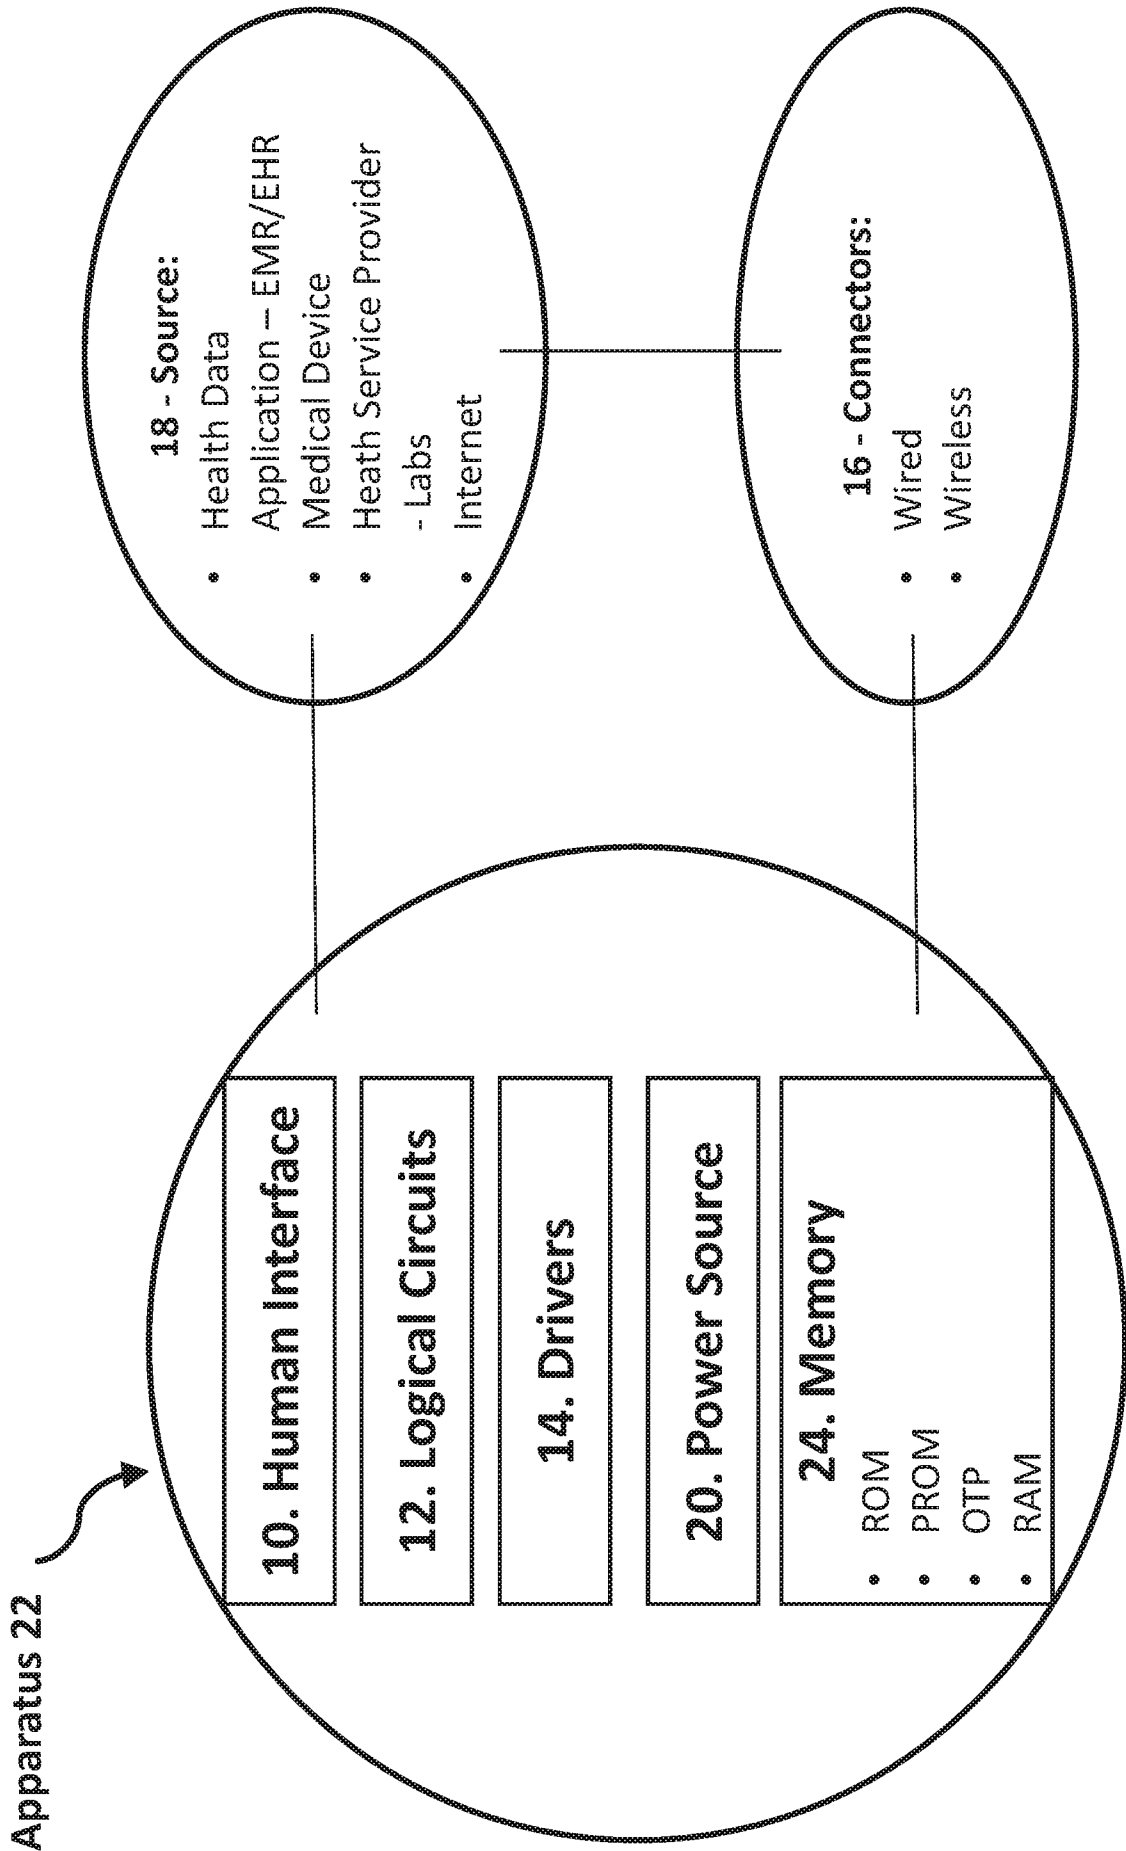 Apparatus 22
10. Human Interface
12. Logical Circuits
14. Drivers
20. Power Source
24. Memory
• ROM
• PROM
• OTP
• RAM
18 - Source:
• Health Data
Application – EMR/EHR
• Medical Device
• Heath Service Provider
- Labs
• Internet
16 - Connectors:
• Wired
• Wireless